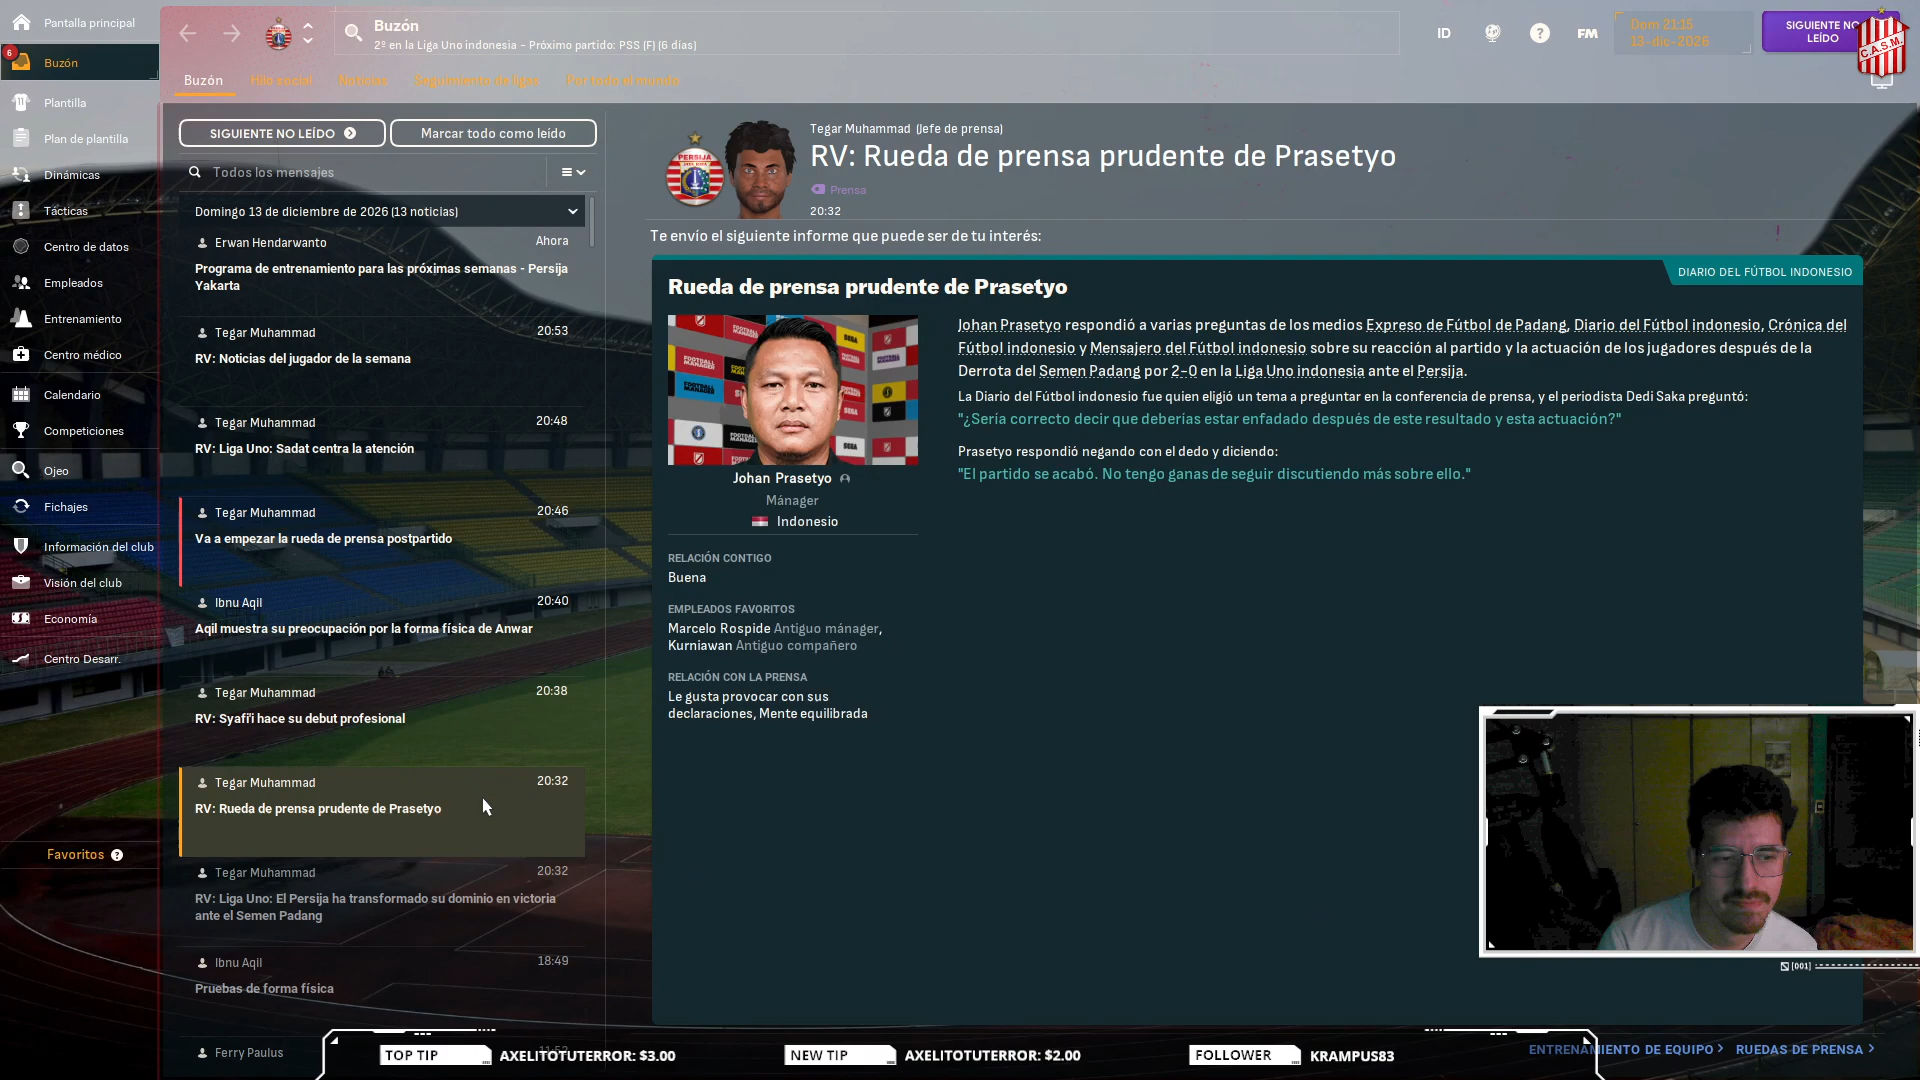 Pantalla principal
6
Buzón
Plantilla
Plan de plantilla
Dinámicas
Tácticas
Centro de datos
Empleados
Entrenamiento
Centro médico
Calendario
Competiciones
Ojeo
Fichajes
Información del club
Visión del club
Economía
Centro Desarr.
Favoritos ?
Buzón
2º en la Liga Uno indonesia - Próximo partido: PSS (F) (6 días)
ID
?
FM
Dom 21:15
13-dic-2026
SIGUIENTE NO
LEÍDO
C.A.S.M.
Buzón Hilo social Noticias Seguimiento de ligas Por todo el mundo
SIGUIENTE NO LEÍDO
Marcar todo como leído
Todos los mensajes
Domingo 13 de diciembre de 2026 (13 noticias)
Erwan Hendarwanto Ahora
Programa de entrenamiento para las próximas semanas - Persija
Yakarta
Tegar Muhammad 20:53
RV: Noticias del jugador de la semana
Tegar Muhammad 20:48
RV: Liga Uno: Sadat centra la atención
Tegar Muhammad 20:46
Va a empezar la rueda de prensa postpartido
Ibnu Aqil 20:40
Aqil muestra su preocupación por la forma física de Anwar
Tegar Muhammad 20:38
RV: Syafi'i hace su debut profesional
Tegar Muhammad 20:32
RV: Rueda de prensa prudente de Prasetyo
Tegar Muhammad 20:32
RV: Liga Uno: El Persija ha transformado su dominio en victoria
ante el Semen Padang
Ibnu Aqil 18:49
Pruebas de forma física
Ferry Paulus
PERSIJA
Tegar Muhammad (Jefe de prensa)
RV: Rueda de prensa prudente de Prasetyo
Prensa
20:32
Te envío el siguiente informe que puede ser de tu interés:
DIARIO DEL FÚTBOL INDONESIO
Rueda de prensa prudente de Prasetyo
Johan Prasetyo
Mánager
Indonesio
RELACIÓN CONTIGO
Buena
EMPLEADOS FAVORITOS
Marcelo Rospide Antiguo mánager,
Kurniawan Antiguo compañero
RELACIÓN CON LA PRENSA
Le gusta provocar con sus
declaraciones, Mente equilibrada
Johan Prasetyo respondió a varias preguntas de los medios Expreso de Fútbol de Padang, Diario del Fútbol indonesio, Crónica del
Fútbol indonesio y Mensajero del Fútbol indonesio sobre su reacción al partido y la actuación de los jugadores después de la
Derrota del Semen Padang por 2-0 en la Liga Uno indonesia ante el Persija.
La Diario del Fútbol indonesio fue quien eligió un tema a preguntar en la conferencia de prensa, y el periodista Dedi Saka preguntó:
"¿Sería correcto decir que deberías estar enfadado después de este resultado y esta actuación?"
Prasetyo respondió negando con el dedo y diciendo:
"El partido se acabó. No tengo ganas de seguir discutiendo más sobre ello."
[001]
TOP TIP AXELITOTUTERROR: $3.00
NEW TIP AXELITOTUTERROR: $2.00
FOLLOWER KRAMPUS83
ENTRENAMIENTO DE EQUIPO
RUEDAS DE PRENSA